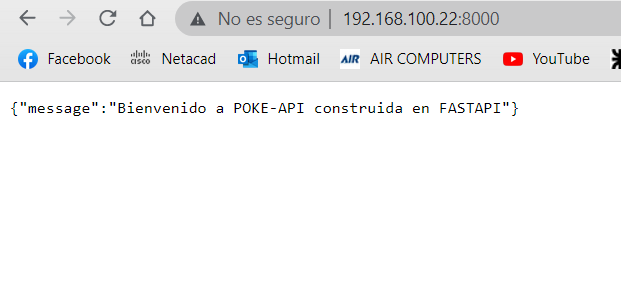 No es seguro | 192.168.100.22:8000
Facebook Netacad Hotmail AIR AIR COMPUTERS YouTube
{"message":"Bienvenido a POKE-API construida en FASTAPI"}